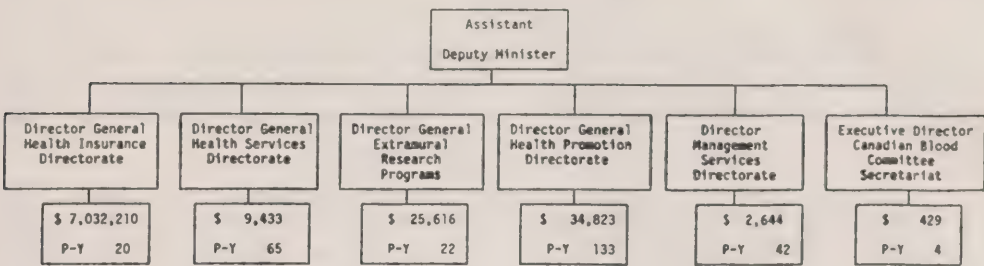 Assistant
Deputy Minister
Director General
Health Insurance
Directorate
Director General
Health Services
Directorate
Director General
Extramural
Research
Programs
Director General
Health Promotion
Directorate
Director
Management
Services
Directorate
Executive Director
Canadian Blood
Committee
Secretariat
$ 7,032,210
P-Y 20
$ 9,433
P-Y 65
$ 25,616
P-Y 22
$ 34,823
P-Y 133
$ 2,644
P-Y 42
$ 429
P-Y 4